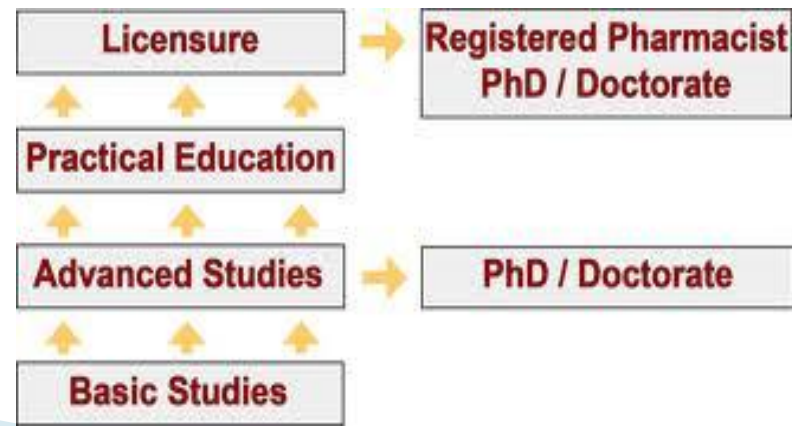 Licensure
Registered Pharmacist
PhD / Doctorate
Practical Education
Advanced Studies
PhD / Doctorate
Basic Studies